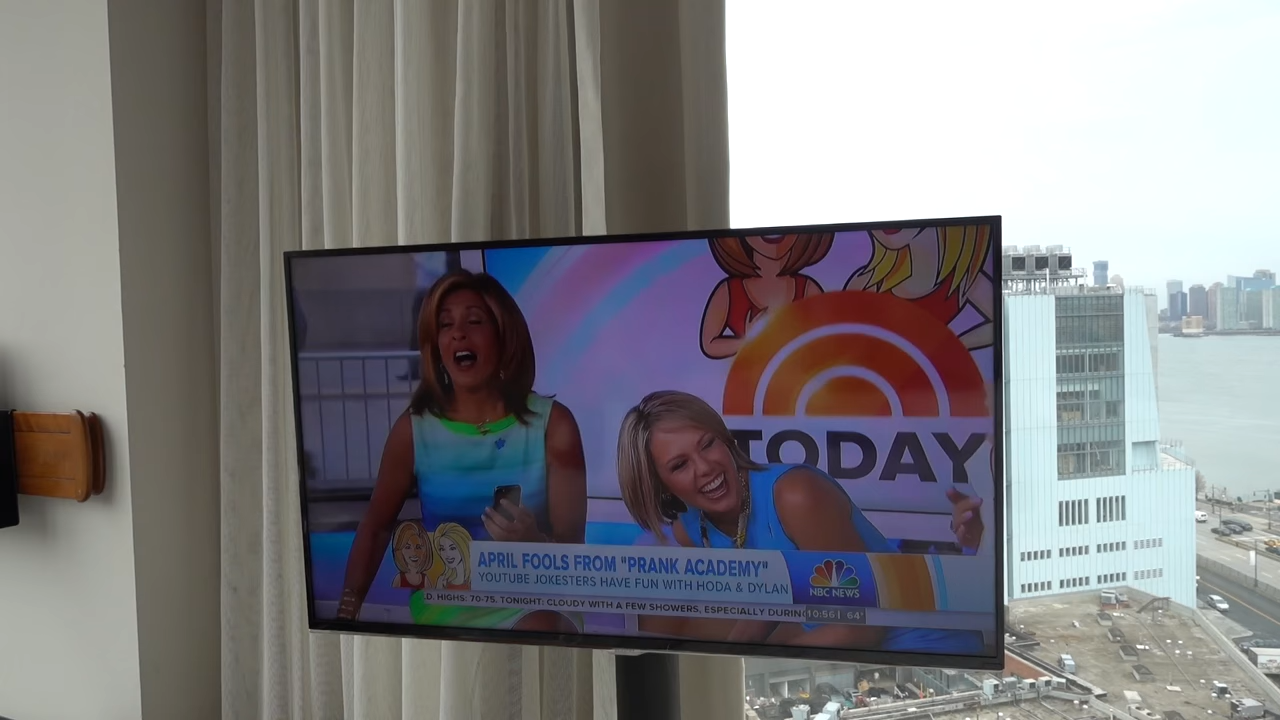 TODAY
APRIL FOOLS FROM "PRANK ACADEMY"
YOUTUBE JOKESTERS HAVE FUN WITH HODA & DYLAN
NBC NEWS
.D. HIGHS: 70-75. TONIGHT: CLOUDY WITH A FEW SHOWERS, ESPECIALLY DURIN
10:56 64°